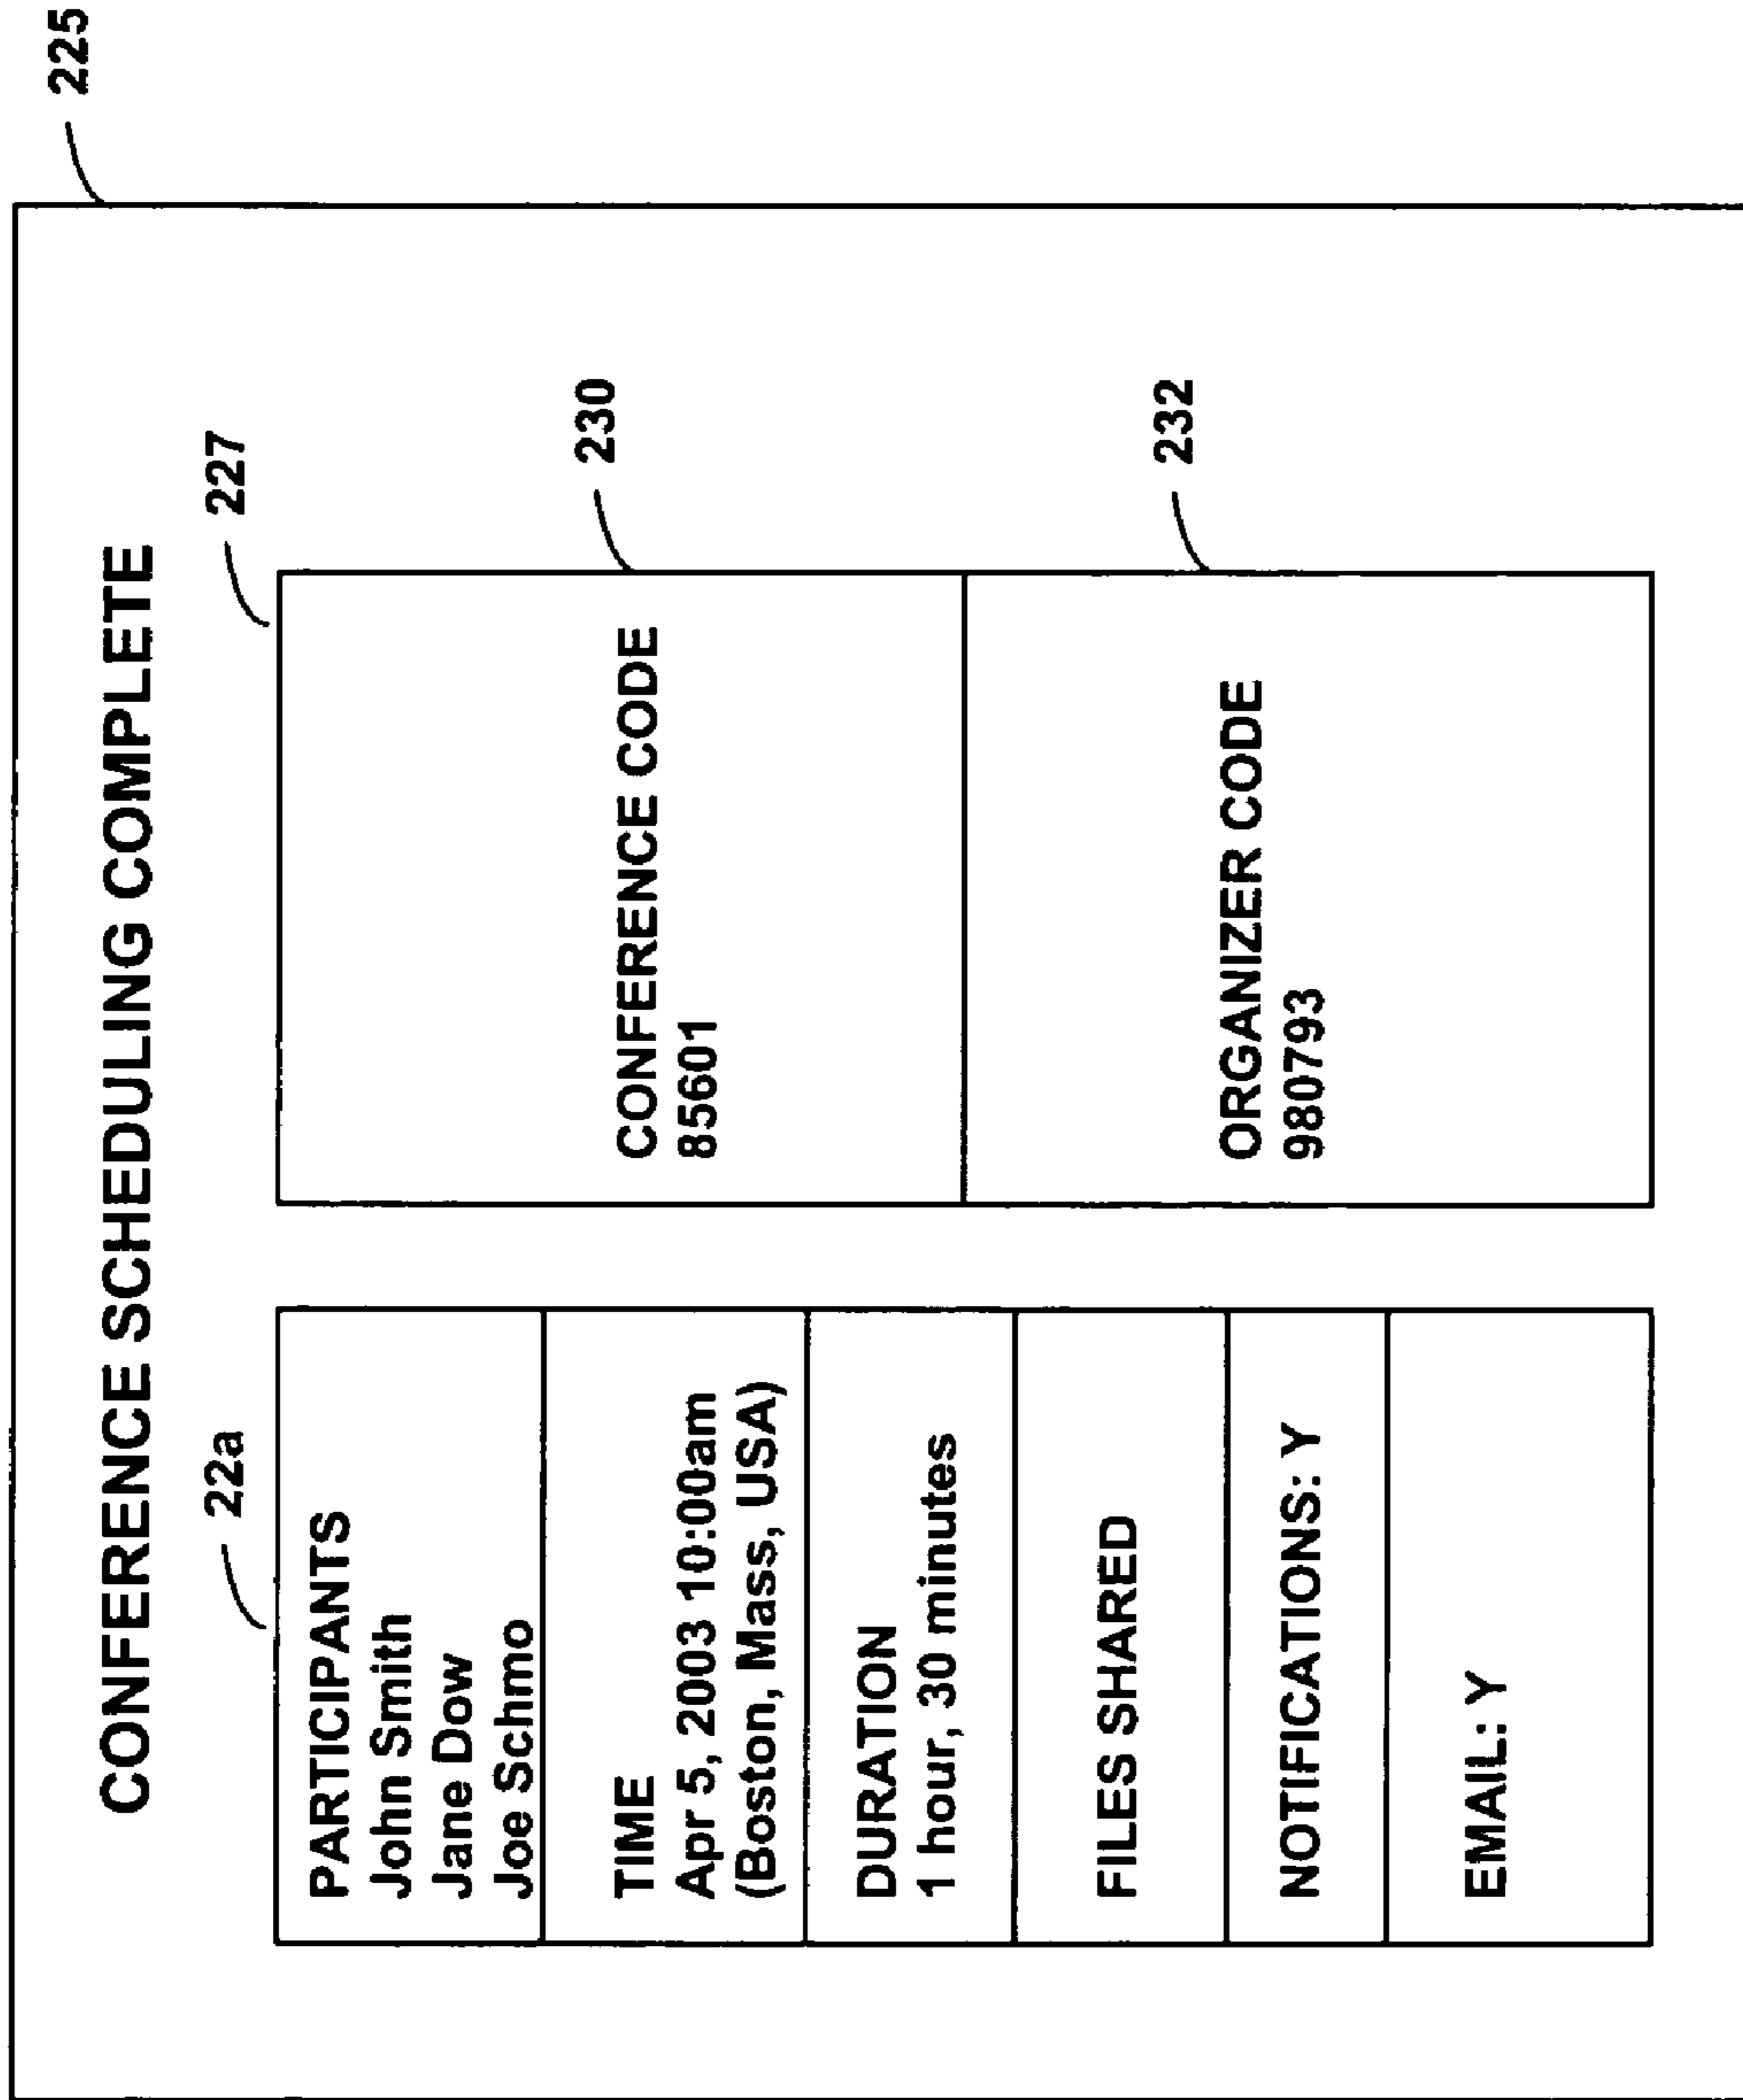 225
CONFERENCE SCHEDULING COMPLETE
22a
PARTICIPANTS
John Smith
Jane Dow
Joe Schmo
TIME
Apr 5, 2003 10:00am
(Boston, Mass, USA)
DURATION
1 hour, 30 minutes
FILES SHARED
NOTIFICATIONS: Y
EMAIL: Y
227
CONFERENCE CODE
85601
230
ORGANIZER CODE
980793
232